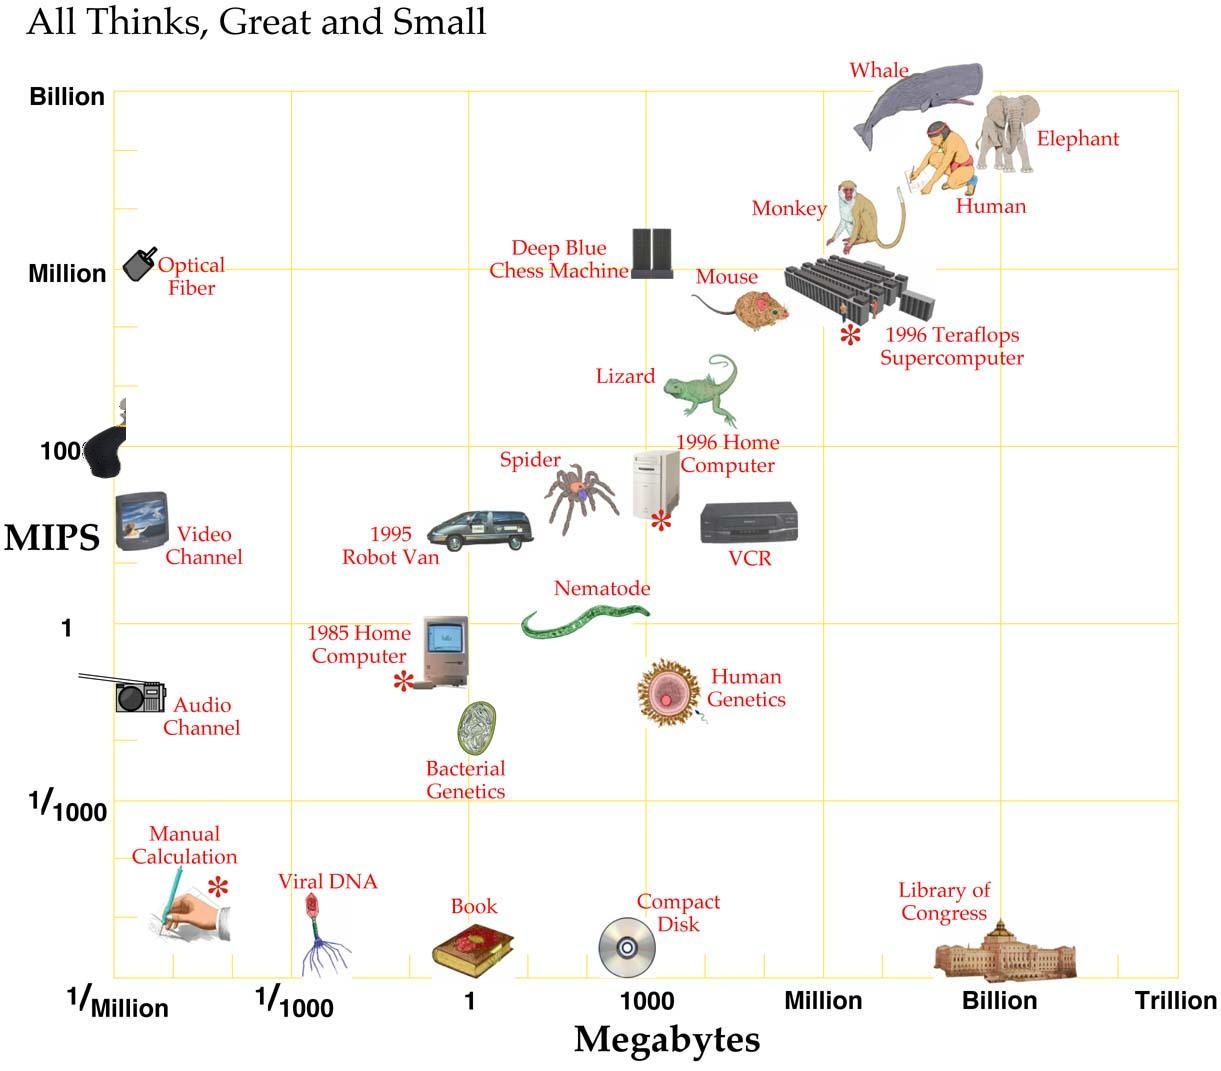 All Thinks, Great and Small
Whale
Billion
Elephant
Monkey
Human
Deep Blue
Chess Machine
Optical
Fiber
Million
Mouse
1996 Teraflops
Supercomputer
Lizard
100
1996 Home
Computer
Spider
MIPS
Video
Channel
1995
Robot Van
VCR
Nematode
1
1985 Home
Computer
*
Human
Genetics
Audio
Channel
Bacterial
Genetics
1/1000
Manual
Calculation
*
Viral DNA
Book
Compact
Disk
Library of
Congress
1/Million
1/1000
1
1000
Million
Billion
Trillion
Megabytes